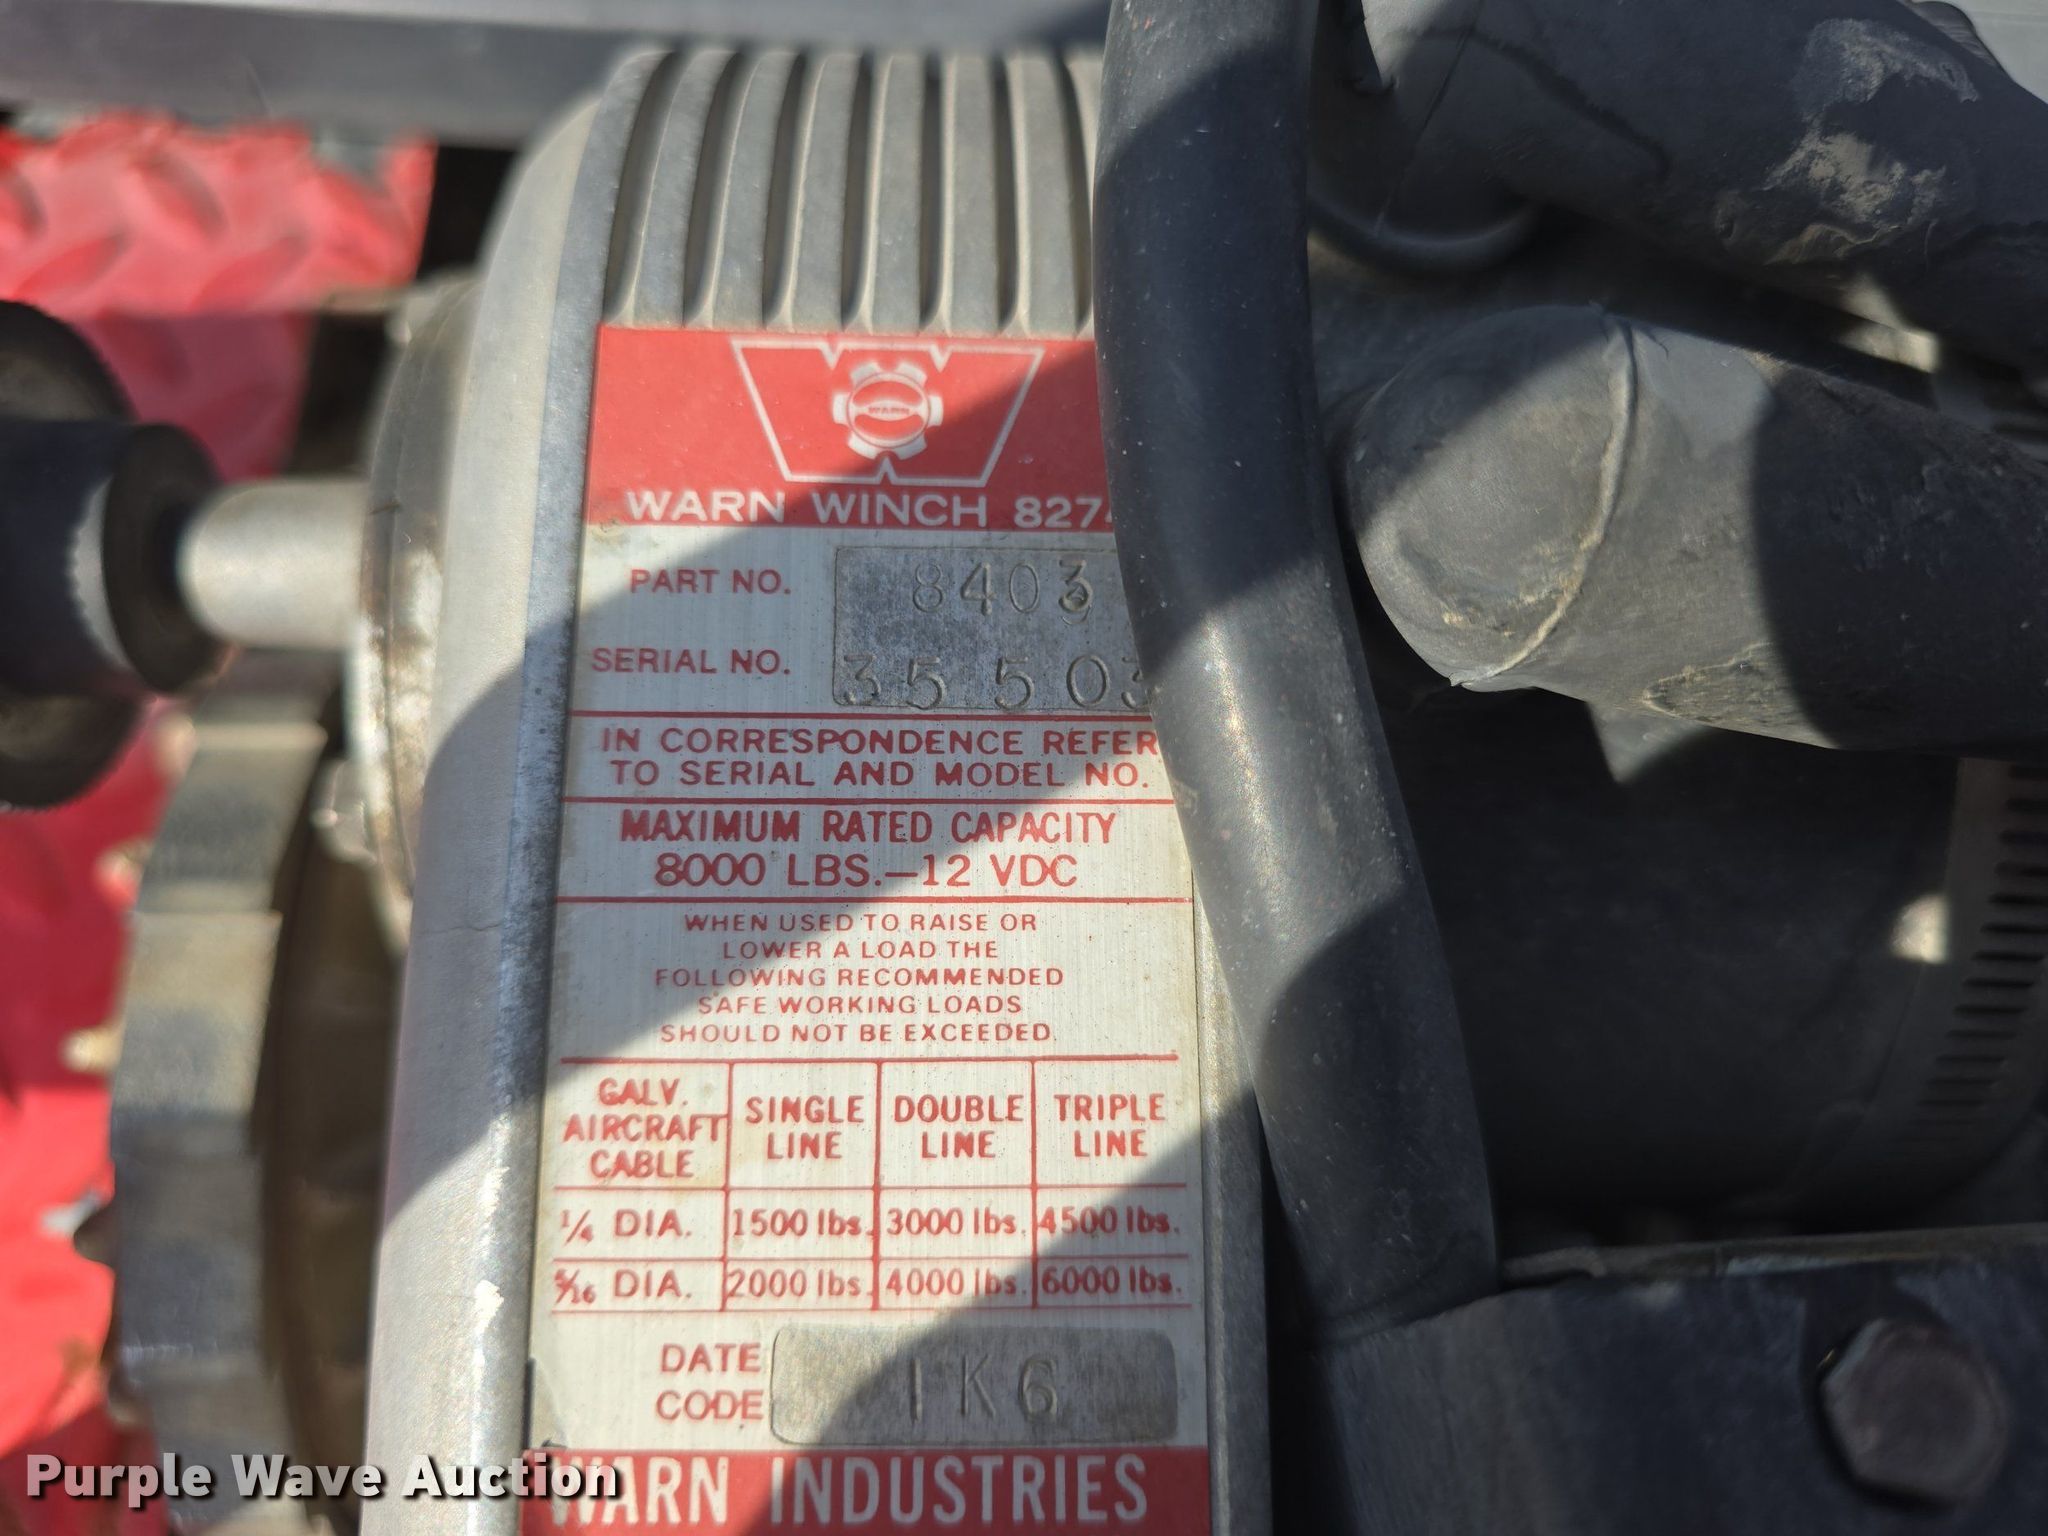 WARN
WARN WINCH 827
PART NO. 8403
SERIAL NO. 35503
IN CORRESPONDENCE REFER
TO SERIAL AND MODEL NO.
MAXIMUM RATED CAPACITY
8000 LBS.—12 VDC
WHEN USED TO RAISE OR
LOWER A LOAD THE
FOLLOWING RECOMMENDED
SAFE WORKING LOADS
SHOULD NOT BE EXCEEDED.
GALV. AIRCRAFT CABLE SINGLE LINE DOUBLE LINE TRIPLE LINE
1/4 DIA. 1500 lbs. 3000 lbs. 4500 lbs.
5/16 DIA. 2000 lbs. 4000 lbs. 6000 lbs.
DATE CODE 1K6
WARN INDUSTRIES
Purple Wave Auction